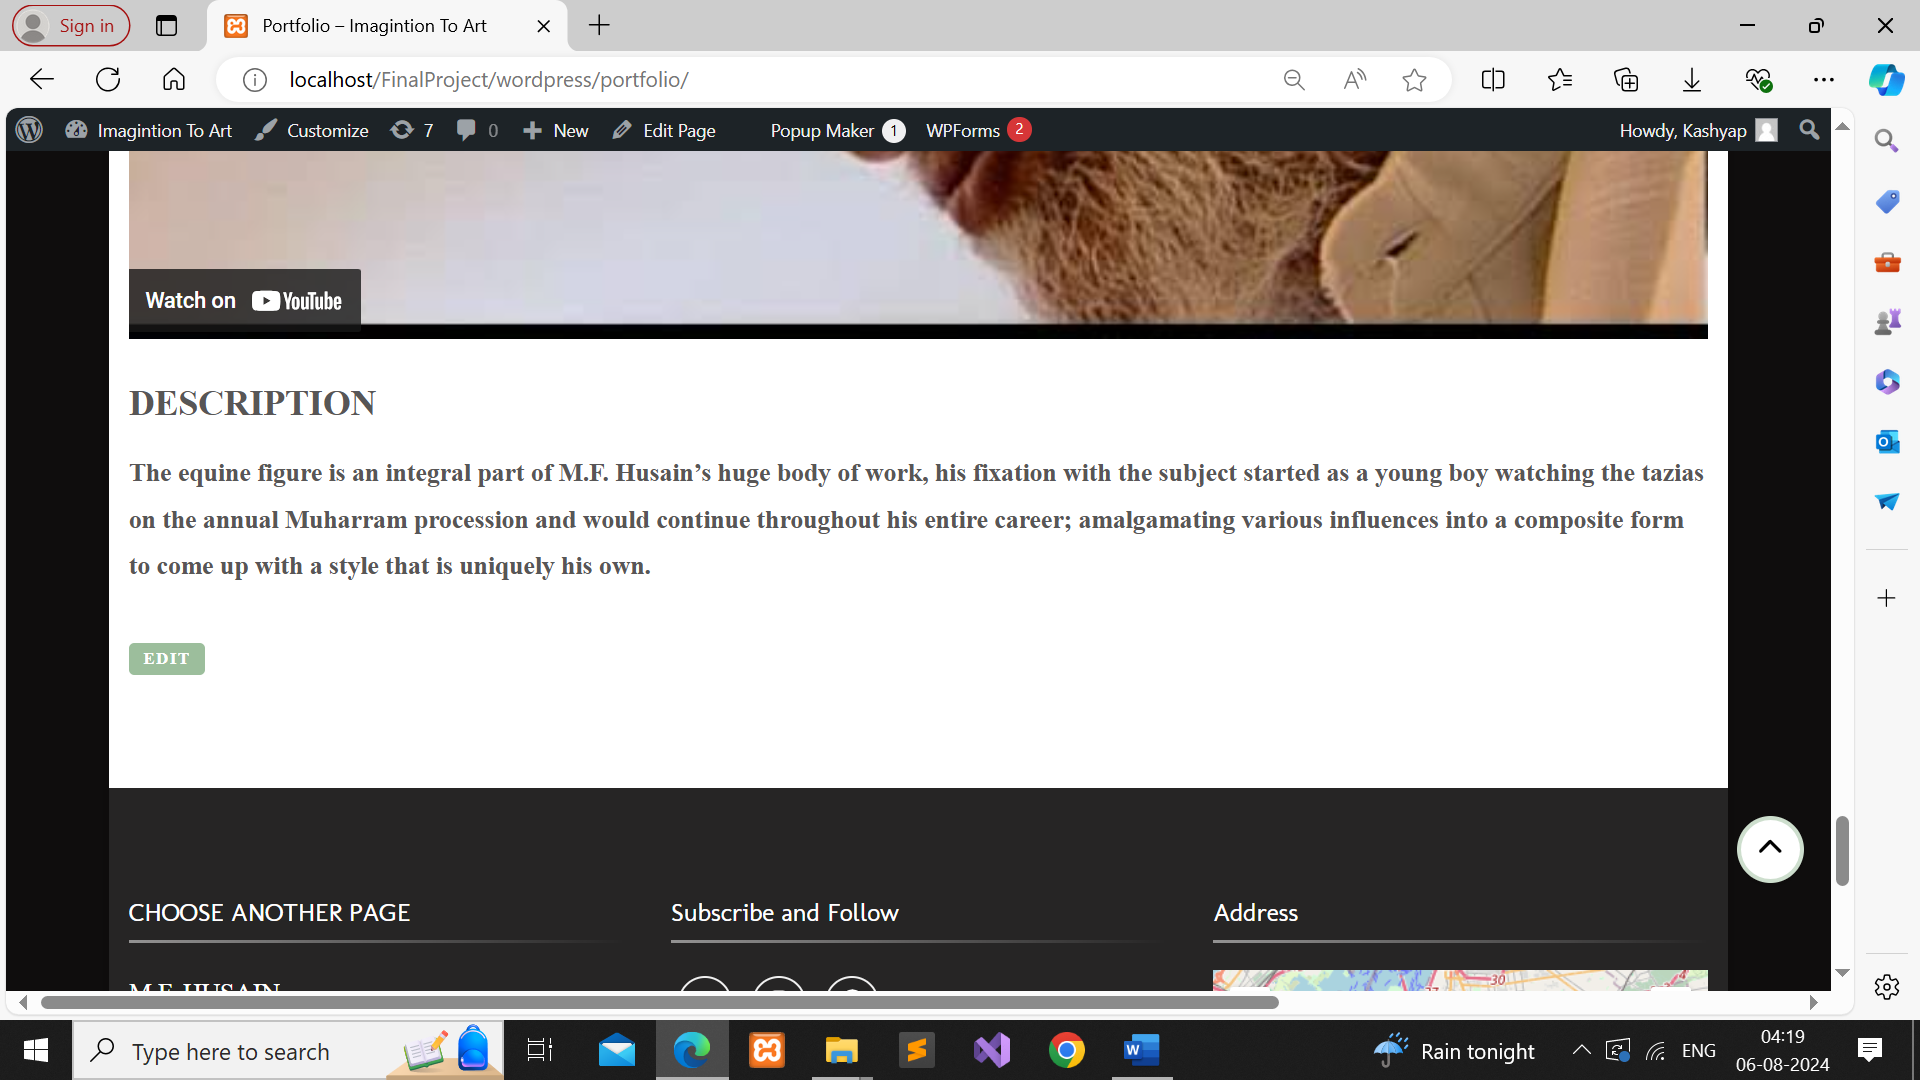 Sign in
Portfolio – Imagintion To Art
localhost/FinalProject/wordpress/portfolio/
Imagintion To Art Customize 7 0 New Edit Page Popup Maker 1 WPForms 2 Howdy, Kashyap
Watch on YouTube
DESCRIPTION
The equine figure is an integral part of M.F. Husain’s huge body of work, his fixation with the subject started as a young boy watching the tazias
on the annual Muharram procession and would continue throughout his entire career; amalgamating various influences into a composite form
to come up with a style that is uniquely his own.
EDIT
CHOOSE ANOTHER PAGE
Subscribe and Follow
Address
M.F. HUSAIN
30
Type here to search
Rain tonight
ENG
04:19
06-08-2024